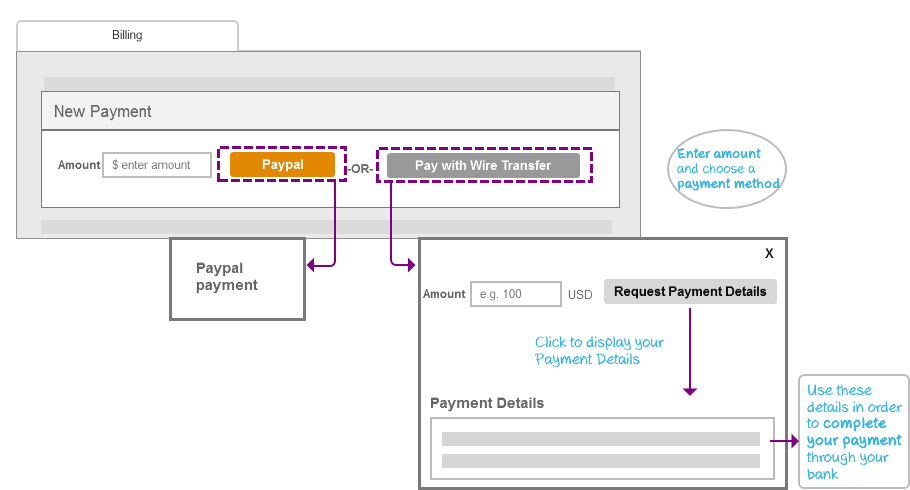 Billing
New Payment
Amount $ enter amount Paypal -OR- Pay with Wire Transfer
Enter amount
and choose a
payment method
Paypal
payment
X
Amount e.g. 100 USD Request Payment Details
Click to display your
Payment Details
Payment Details
Use these
details in order
to complete
your payment
through your
bank